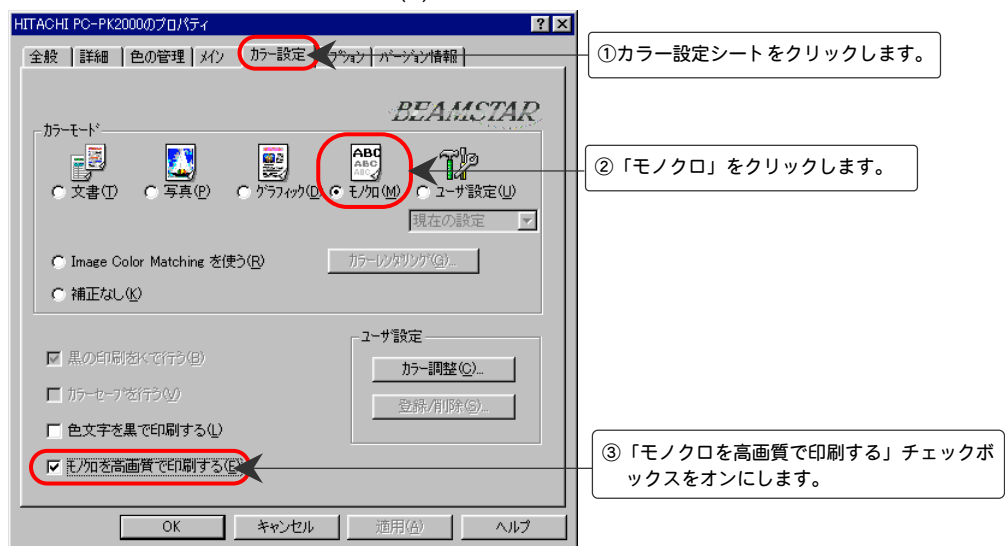 HITACHI PC-PK2000のプロパティ
全般 詳細 色の管理 メイン カラー設定 オプション バージョン情報
①カラー設定シートをクリックします。
BEAMSTAR
カラーモード
ABC
ABC
ABC
②「モノクロ」をクリックします。
文書(T) 写真(P) グラフィック(D モノクロ(M) ユーザ設定(U)
現在の設定
Image Color Matching を使う(R) カラーレンダリング(G)...
補正なし(K)
ユーザ設定
黒の印刷をKで行う(B)
カラー調整(C)...
カラーセーブを行う(V)
登録/削除(S)...
色文字を黒で印刷する(L)
モノクロを高画質で印刷する(E)
③「モノクロを高画質で印刷する」チェックボ
ックスをオンにします。
OK キャンセル 適用(A) ヘルプ